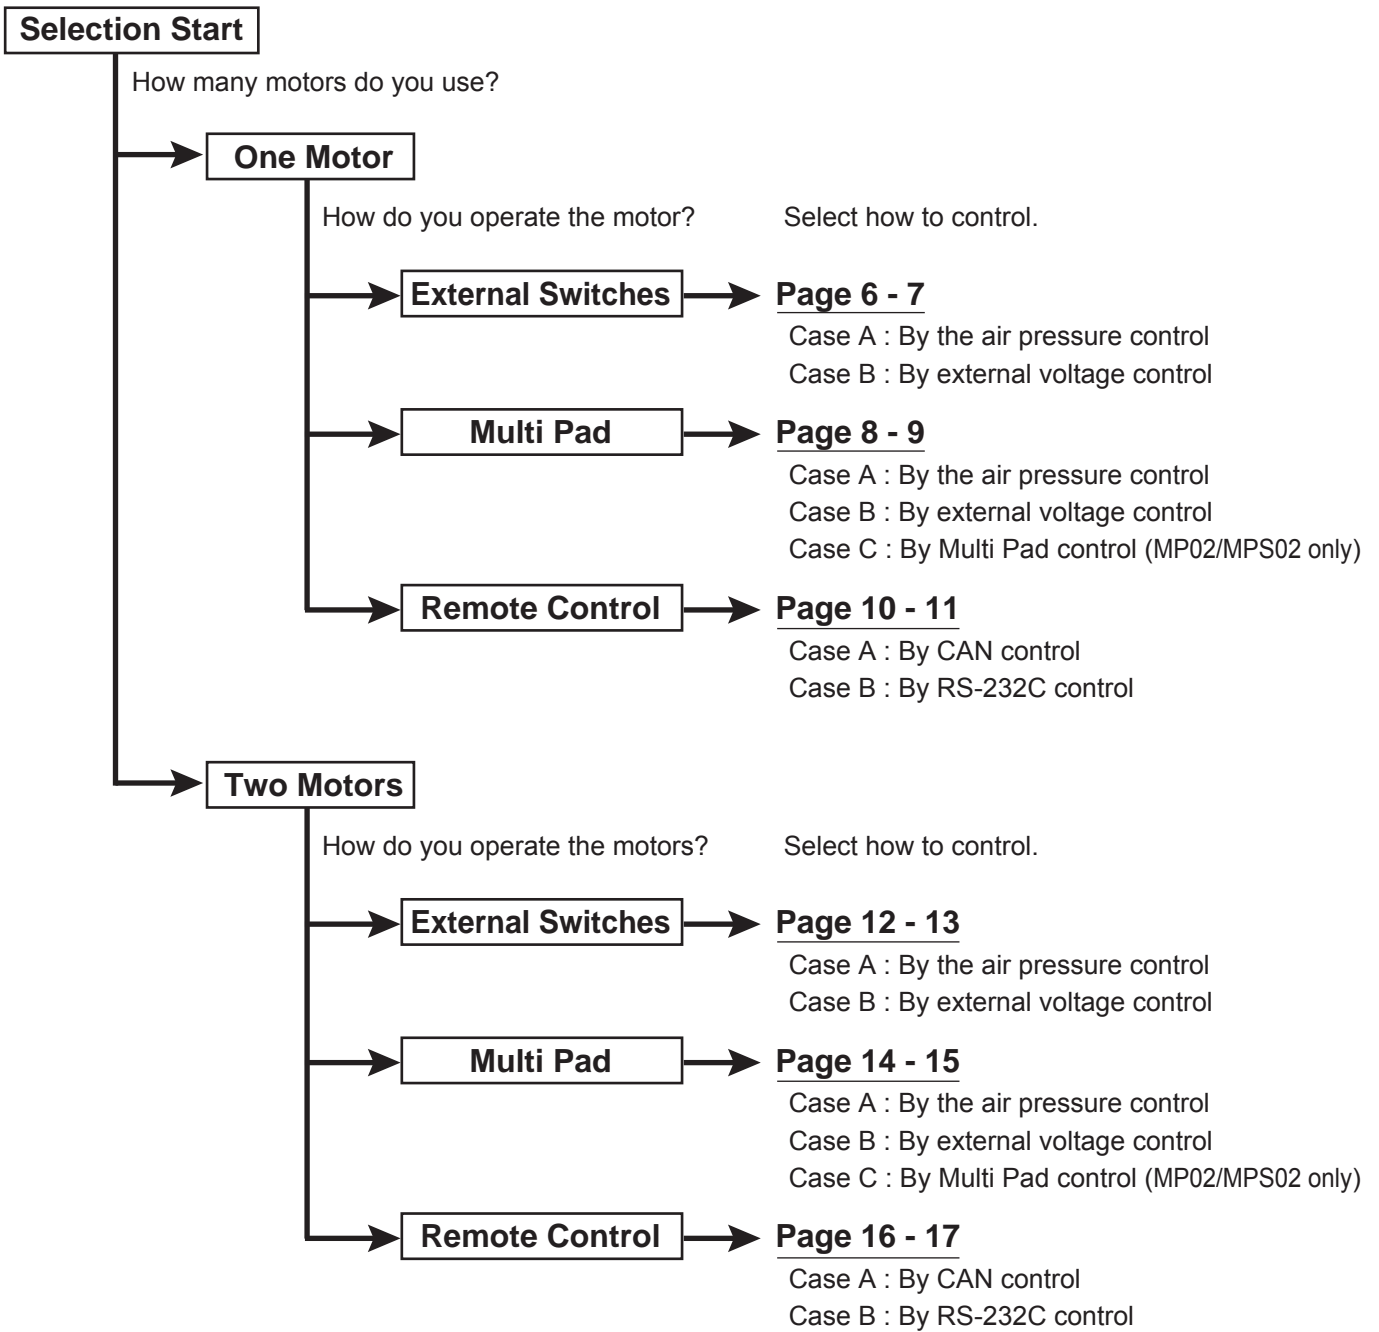 Selection Start
How many motors do you use?
One Motor
How do you operate the motor? Select how to control.
External Switches Page 6 - 7
Case A : By the air pressure control
Case B : By external voltage control
Multi Pad Page 8 - 9
Case A : By the air pressure control
Case B : By external voltage control
Case C : By Multi Pad control (MP02/MPS02 only)
Remote Control Page 10 - 11
Case A : By CAN control
Case B : By RS-232C control
Two Motors
How do you operate the motors? Select how to control.
External Switches Page 12 - 13
Case A : By the air pressure control
Case B : By external voltage control
Multi Pad Page 14 - 15
Case A : By the air pressure control
Case B : By external voltage control
Case C : By Multi Pad control (MP02/MPS02 only)
Remote Control Page 16 - 17
Case A : By CAN control
Case B : By RS-232C control